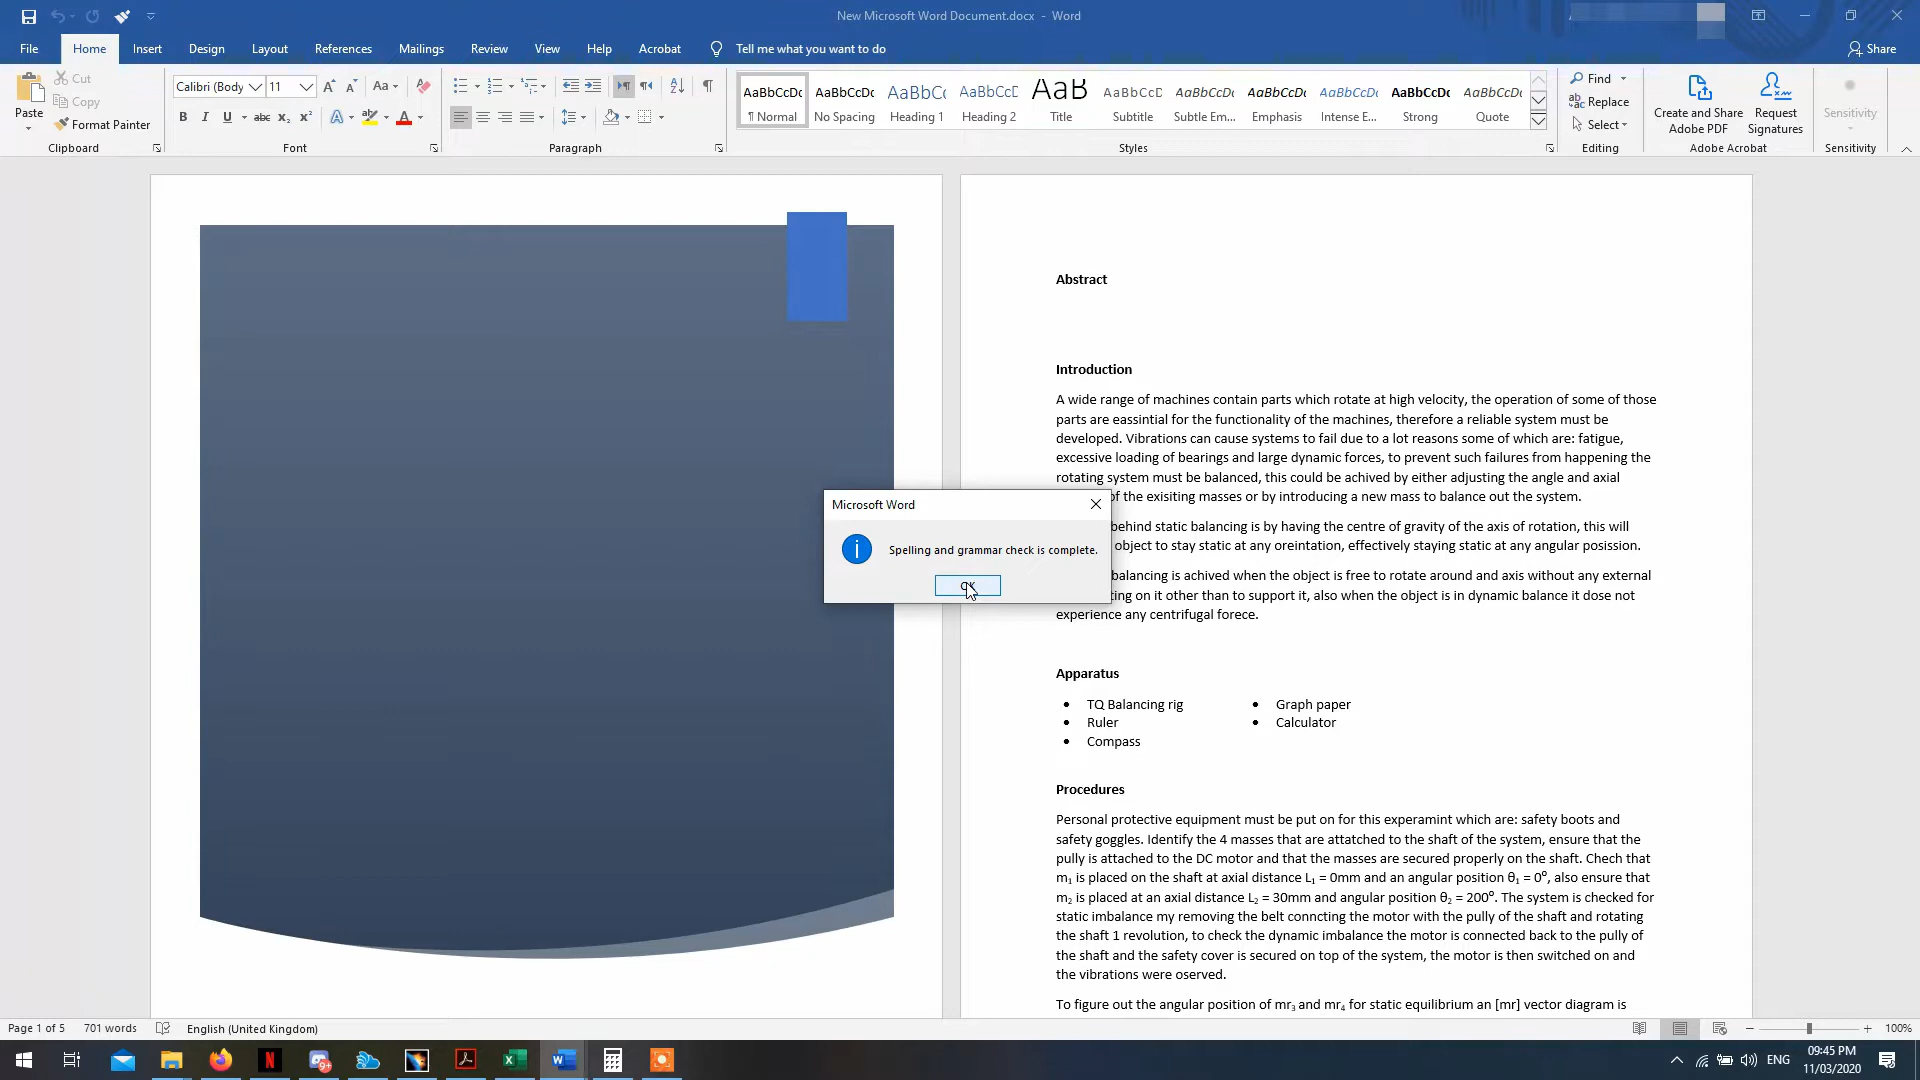 New Microsoft Word Document.docx - Word
File Home Insert Design Layout References Mailings Review View Help Acrobat Tell me what you want to do Share
Paste
Cut
Copy
Format Painter
Clipboard
Calibri (Body 11
Font
Paragraph
AaBbCcDc AaBbCcDc AaBbCc AaBbCcD AaB AaBbCcD AaBbCcDc AaBbCcDc AaBbCcDc AaBbCcDc AaBbCcDc
¶ Normal No Spacing Heading 1 Heading 2 Title Subtitle Subtle Em... Emphasis Intense E... Strong Quote
Styles
Find
Replace
Select
Editing
Create and Share Adobe PDF
Request Signatures
Adobe Acrobat
Sensitivity
Sensitivity
Abstract
Introduction
A wide range of machines contain parts which rotate at high velocity, the operation of some of those
parts are eassintial for the functionality of the machines, therefore a reliable system must be
developed. Vibrations can cause systems to fail due to a lot reasons some of which are: fatigue,
excessive loading of bearings and large dynamic forces, to prevent such failures from happening the
rotating system must be balanced, this could be achived by either adjusting the angle and axial
of the exisiting masses or by introducing a new mass to balance out the system.
behind static balancing is by having the centre of gravity of the axis of rotation, this will
object to stay static at any oreintation, effectively staying static at any angular posission.
balancing is achived when the object is free to rotate around and axis without any external
ting on it other than to support it, also when the object is in dynamic balance it dose not
experience any centrifugal forece.
Apparatus
• TQ Balancing rig
• Ruler
• Compass
• Graph paper
• Calculator
Procedures
Personal protective equipment must be put on for this experamint which are: safety boots and
safety goggles. Identify the 4 masses that are attatched to the shaft of the system, ensure that the
pully is attached to the DC motor and that the masses are secured properly on the shaft. Chech that
m₁ is placed on the shaft at axial distance L₁ = 0mm and an angular position θ₁ = 0⁰, also ensure that
m₂ is placed at an axial distance L₂ = 30mm and angular position θ₂ = 200⁰. The system is checked for
static imbalance my removing the belt conncting the motor with the pully of the shaft and rotating
the shaft 1 revolution, to check the dynamic imbalance the motor is connected back to the pully of
the shaft and the safety cover is secured on top of the system, the motor is then switched on and
the vibrations were oserved.
To figure out the angular position of mr₃ and mr₄ for static equilibrium an [mr] vector diagram is
Microsoft Word
Spelling and grammar check is complete.
OK
Page 1 of 5 701 words English (United Kingdom) 100%
ENG
09:45 PM
11/03/2020